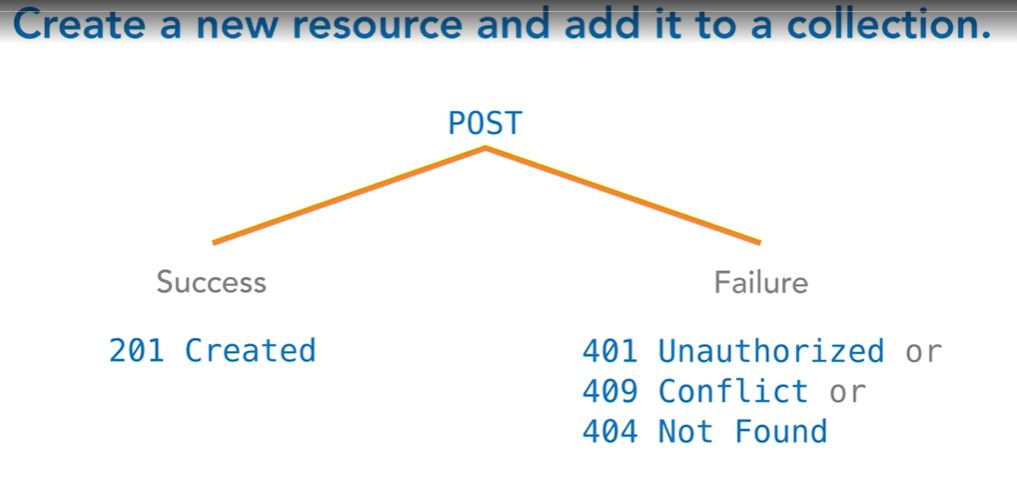 Create a new resource and add it to a collection.
POST
Success
201 Created
Failure
401 Unauthorized or
409 Conflict or
404 Not Found